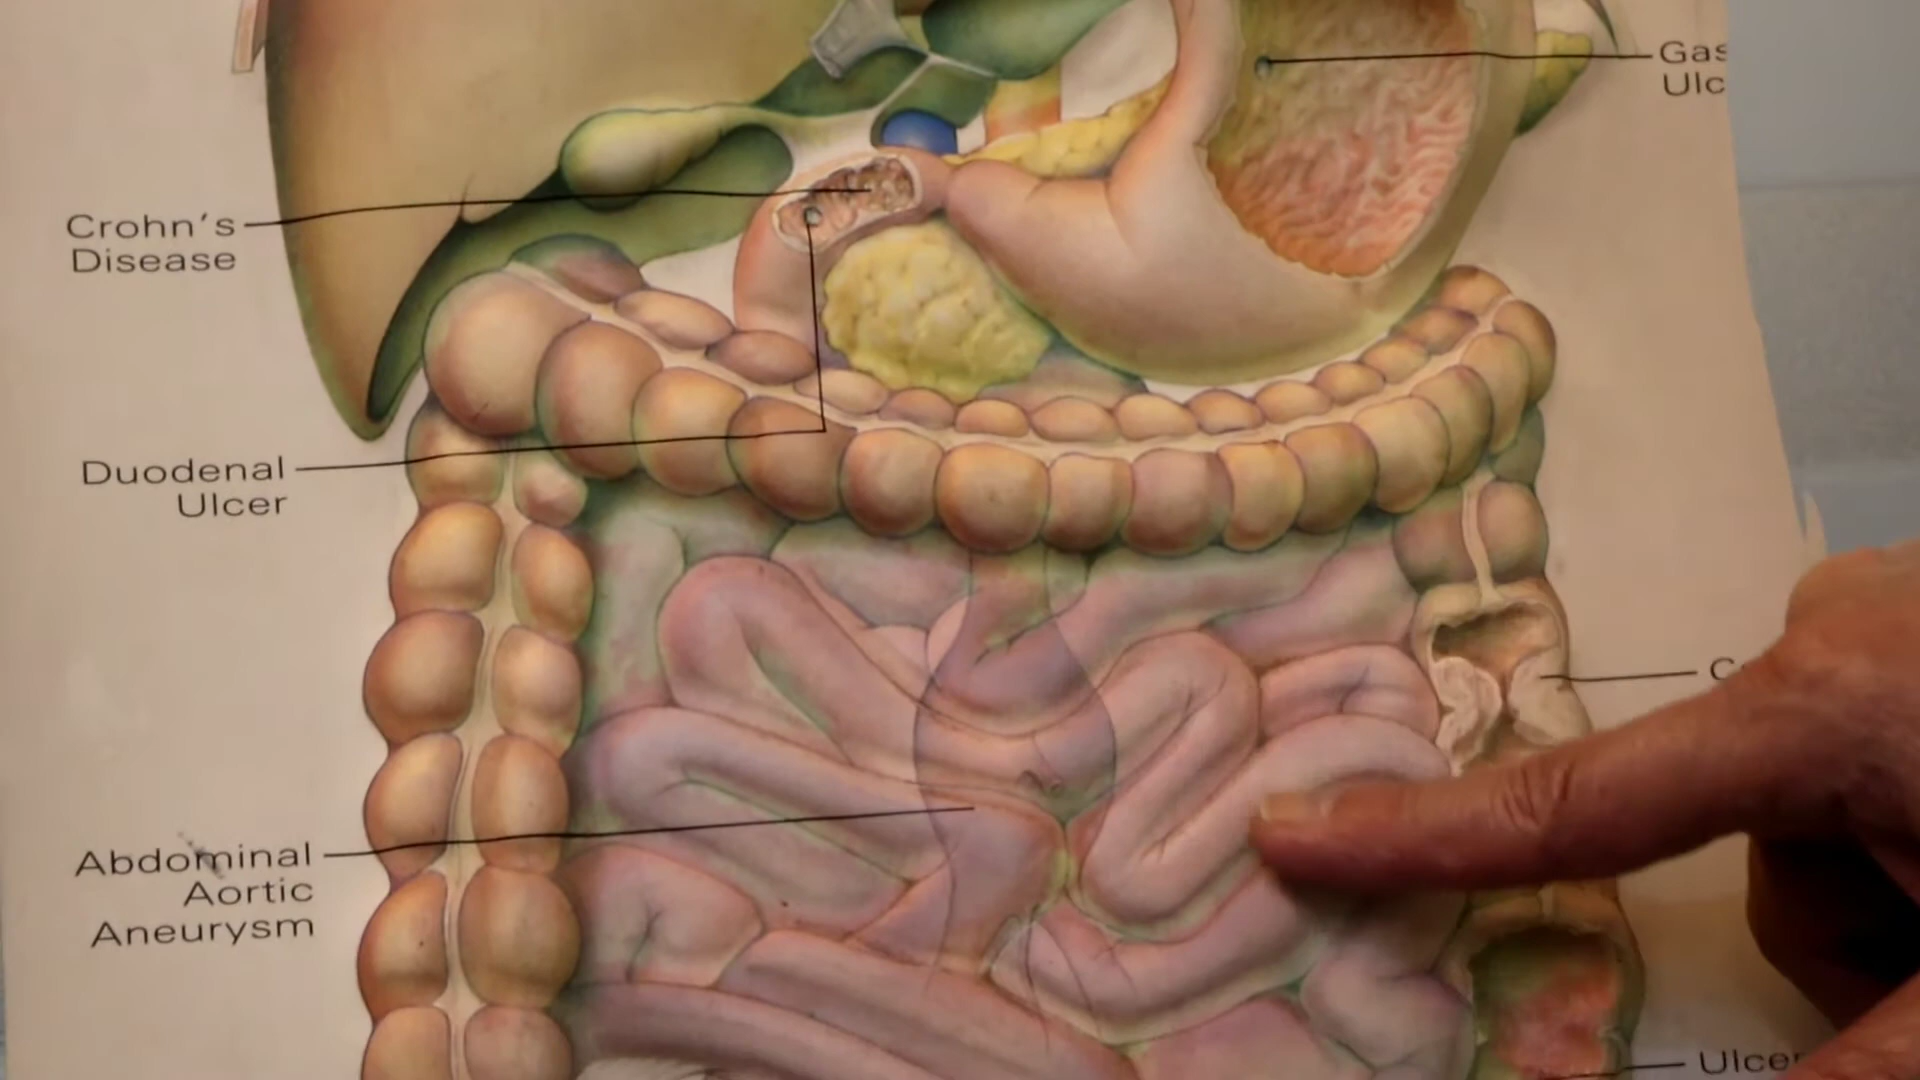 Crohn's
Disease
Duodenal
Ulcer
Abdominal
Aortic
Aneurysm